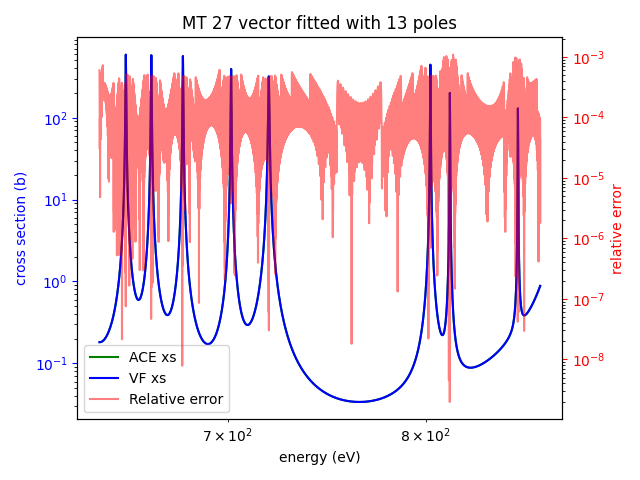 MT 27 vector fitted with 13 poles
cross section (b)
10²
10¹
10⁰
10⁻¹
10⁻³
10⁻⁴
10⁻⁵
10⁻⁶
10⁻⁷
10⁻⁸
relative error
ACE xs
VF xs
Relative error
7 × 10²
8 × 10²
energy (eV)